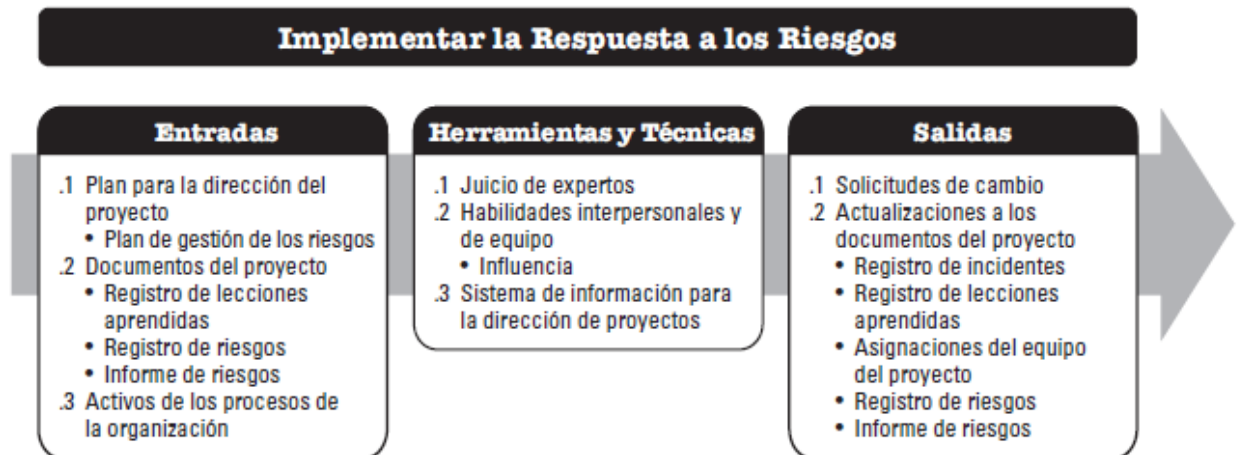 Implementar la Respuesta a los Riesgos
Entradas
.1 Plan para la dirección del
proyecto
• Plan de gestión de los riesgos
.2 Documentos del proyecto
• Registro de lecciones
aprendidas
• Registro de riesgos
• Informe de riesgos
.3 Activos de los procesos de
la organización
Herramientas y Técnicas
.1 Juicio de expertos
.2 Habilidades interpersonales y
de equipo
• Influencia
.3 Sistema de información para
la dirección de proyectos
Salidas
.1 Solicitudes de cambio
.2 Actualizaciones a los
documentos del proyecto
• Registro de incidentes
• Registro de lecciones
aprendidas
• Asignaciones del equipo
del proyecto
• Registro de riesgos
• Informe de riesgos